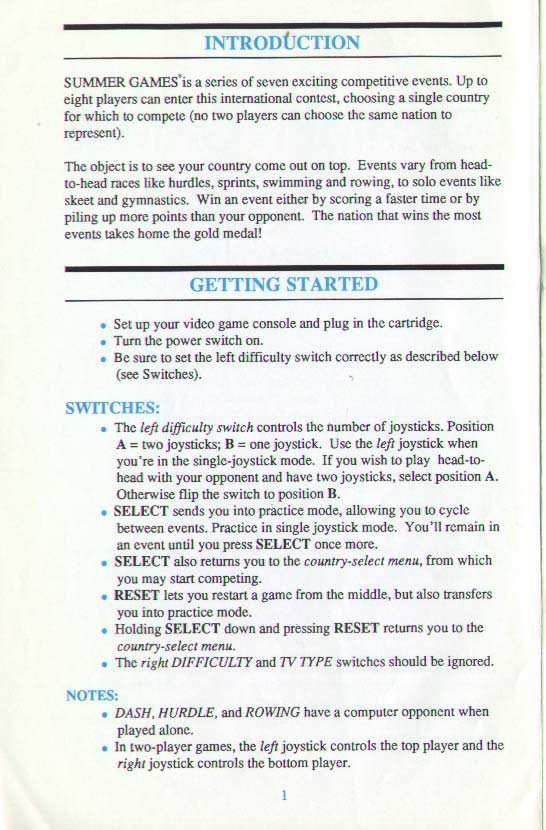 INTRODUCTION
SUMMER GAMES is a series of seven exciting competitive events. Up to
eight players can enter this international contest, choosing a single country
for which to compete (no two players can choose the same nation to
represent).
The object is to see your country come out on top. Events vary from head-
to-head races like hurdles, sprints, swimming and rowing, to solo events like
skeet and gymnastics. Win an event either by scoring a faster time or by
piling up more points than your opponent. The nation that wins the most
events takes home the gold medal!
GETTING STARTED
• Set up your video game console and plug in the cartridge.
• Turn the power switch on.
• Be sure to set the left difficulty switch correctly as described below
(see Switches).
SWITCHES:
• The left difficulty switch controls the number of joysticks. Position
A = two joysticks; B = one joystick. Use the left joystick when
you're in the single-joystick mode. If you wish to play head-to-
head with your opponent and have two joysticks, select position A.
Otherwise flip the switch to position B.
• SELECT sends you into practice mode, allowing you to cycle
between events. Practice in single joystick mode. You'll remain in
an event until you press SELECT once more.
• SELECT also returns you to the country-select menu, from which
you may start competing.
• RESET lets you restart a game from the middle, but also transfers
you into practice mode.
• Holding SELECT down and pressing RESET returns you to the
country-select menu.
• The right DIFFICULTY and TV TYPE switches should be ignored.
NOTES:
• DASH, HURDLE, and ROWING have a computer opponent when
played alone.
• In two-player games, the left joystick controls the top player and the
right joystick controls the bottom player.
1